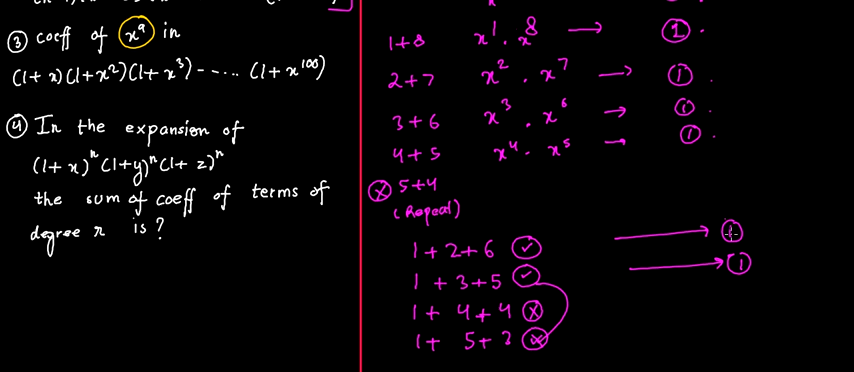 ③ coeff of x⁹ in
(1+x)(1+x²)(1+x³)-..... (1+x¹⁰⁰)
④ In the expansion of
(1+x)ⁿ(1+y)ⁿ(1+z)ⁿ
the sum of coeff of terms of
degree r is?
1+8 x¹.x⁸ → ①.
2+7 x².x⁷ → ①.
3+6 x³.x⁶ → ①.
4+5 x⁴.x⁵ → ①.
ⓧ 5+4
(Repeat)
1+2+6 ✓ → ①
1+3+5 ✓ → ①
1+4+4 ⓧ
1+5+3 ⓧ